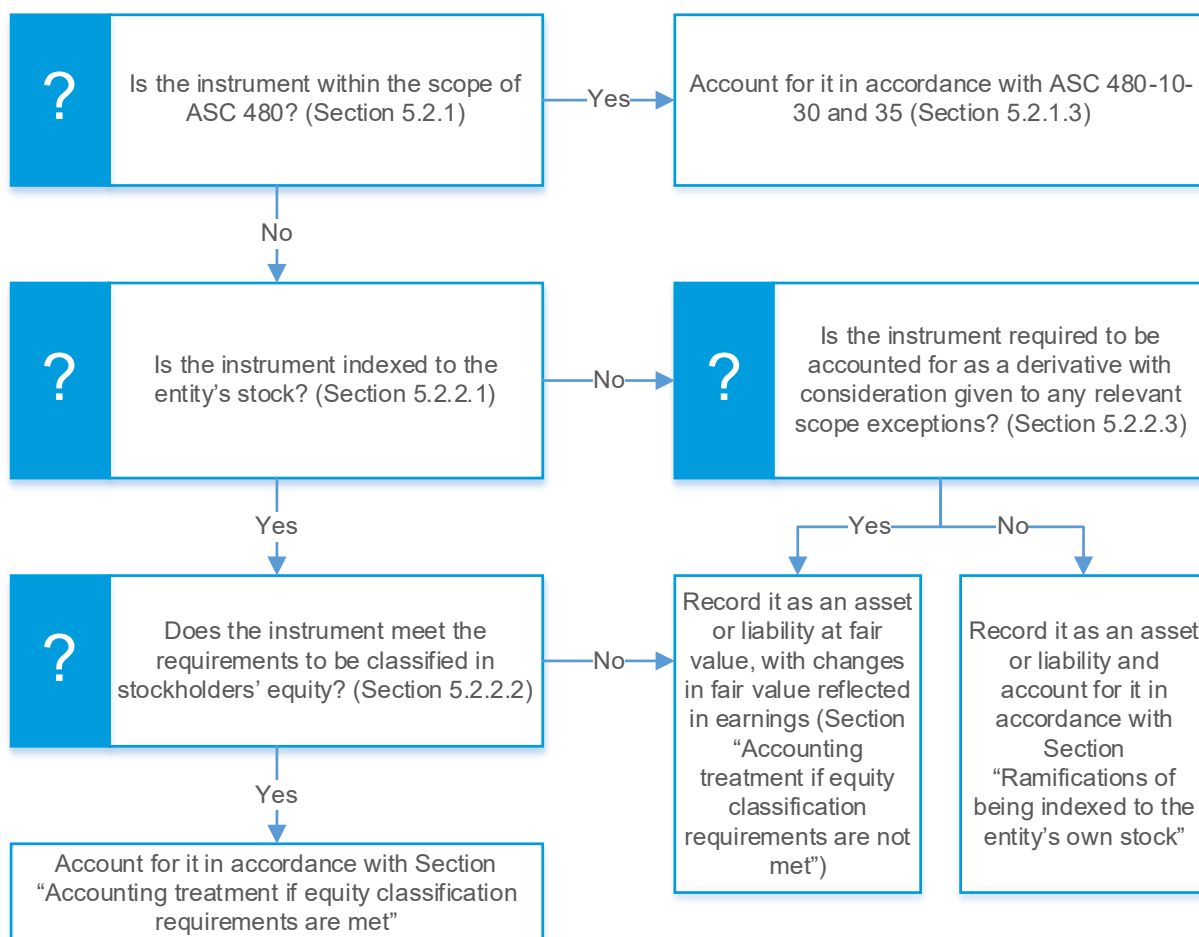 ?
Is the instrument within the scope of
ASC 480? (Section 5.2.1)
Yes
Account for it in accordance with ASC 480-10-
30 and 35 (Section 5.2.1.3)
No
?
Is the instrument indexed to the
entity’s stock? (Section 5.2.2.1)
No
?
Is the instrument required to be
accounted for as a derivative with
consideration given to any relevant
scope exceptions? (Section 5.2.2.3)
Yes
Yes
No
?
Does the instrument meet the
requirements to be classified in
stockholders’ equity? (Section 5.2.2.2)
No
Record it as an asset
or liability at fair
value, with changes
in fair value reflected
in earnings (Section
“Accounting
treatment if equity
classification
requirements are not
met”)
Record it as an asset
or liability and
account for it in
accordance with
Section
“Ramifications of
being indexed to the
entity’s own stock”
Yes
Account for it in accordance with Section
“Accounting treatment if equity classification
requirements are met”